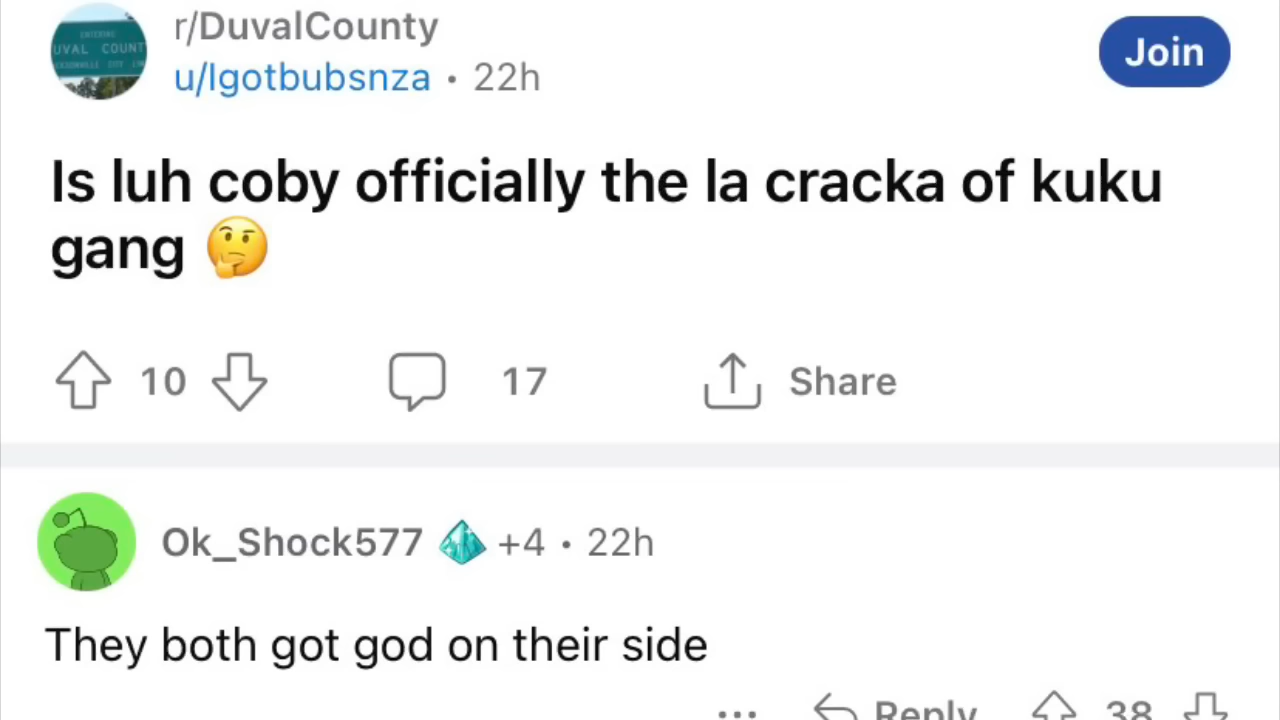 r/DuvalCounty
u/Igotbubsnza · 22h
Join
Is luh coby officially the la cracka of kuku
gang 🤔
10
17
Share
Ok_Shock577 +4 · 22h
They both got god on their side
Reply
38